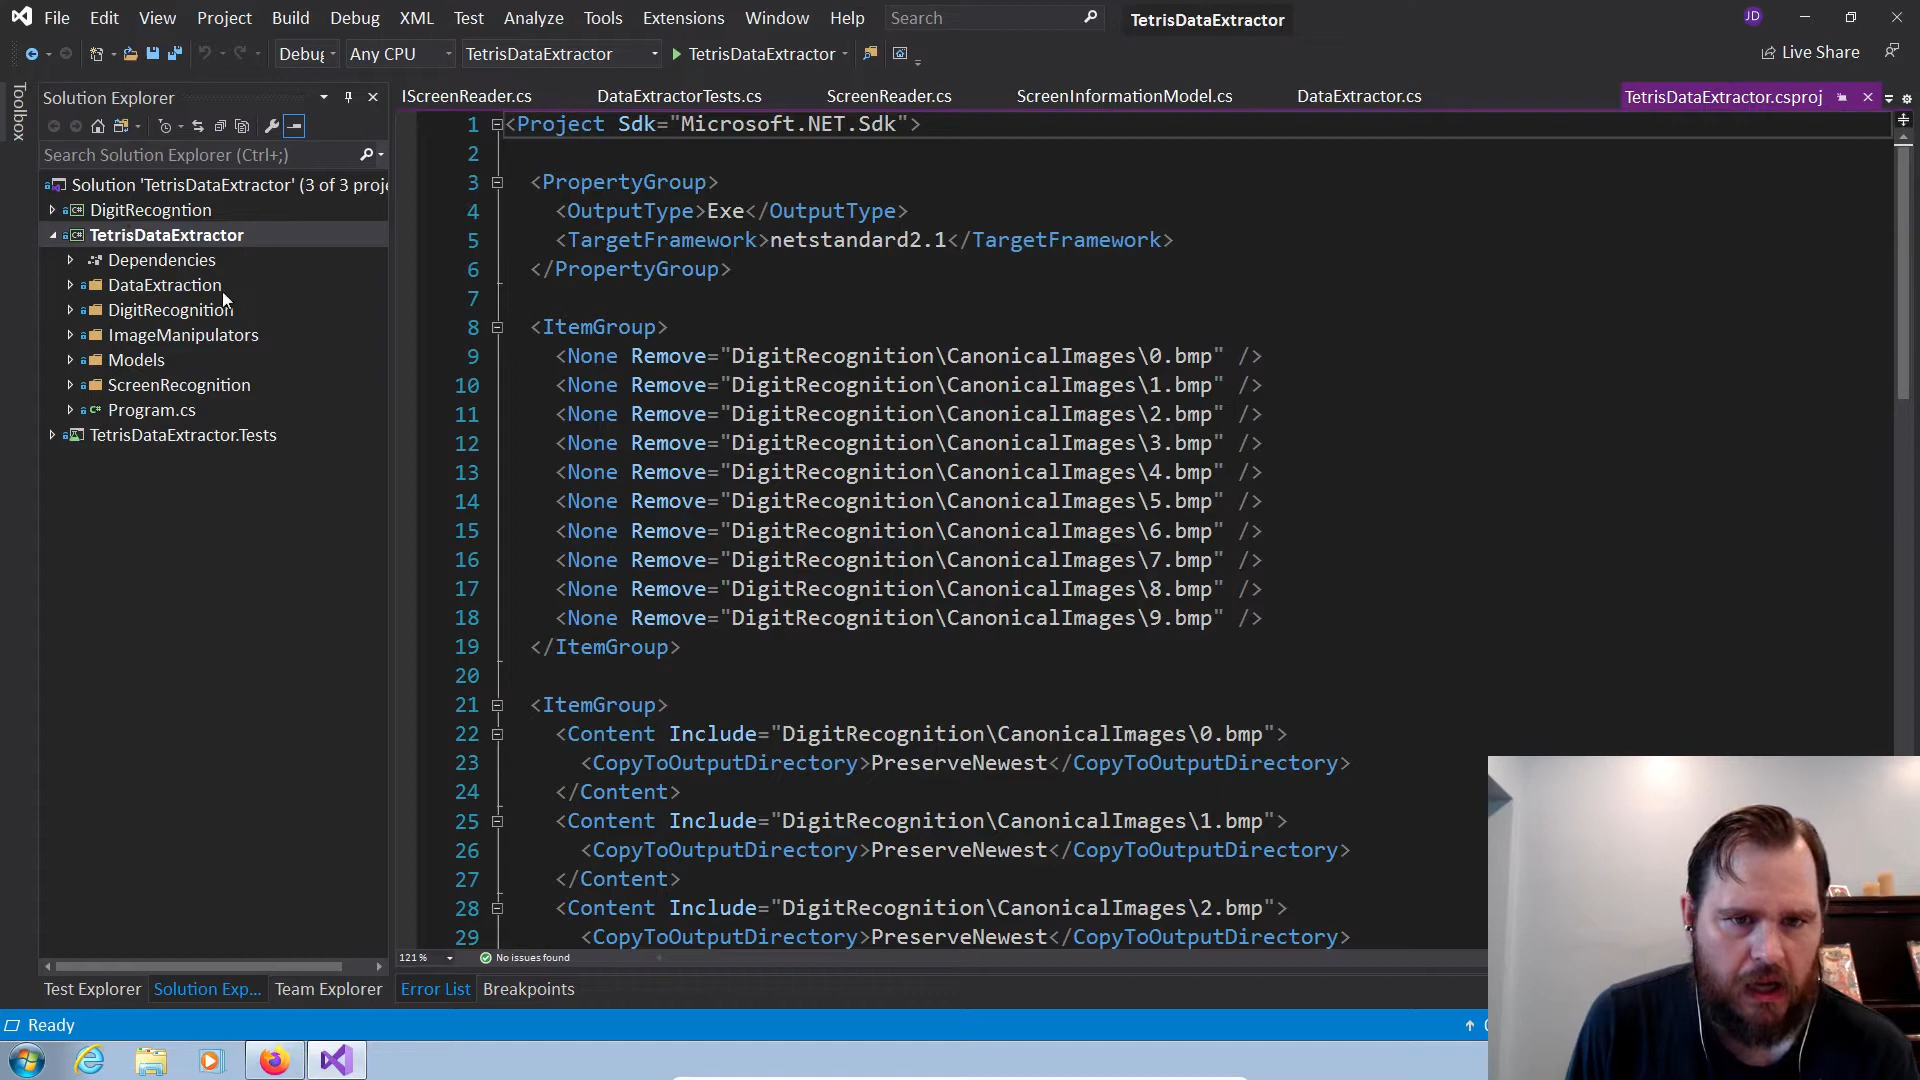 File Edit View Project Build Debug XML Test Analyze Tools Extensions Window Help Search TetrisDataExtractor JD
Debug Any CPU TetrisDataExtractor TetrisDataExtractor Live Share
Toolbox
Solution Explorer
Search Solution Explorer (Ctrl+;)
Solution 'TetrisDataExtractor' (3 of 3 proje
DigitRecogntion
TetrisDataExtractor
Dependencies
DataExtraction
DigitRecognition
ImageManipulators
Models
ScreenRecognition
Program.cs
TetrisDataExtractor.Tests
IScreenReader.cs DataExtractorTests.cs ScreenReader.cs ScreenInformationModel.cs DataExtractor.cs TetrisDataExtractor.csproj
1 <Project Sdk="Microsoft.NET.Sdk">
2
3 <PropertyGroup>
4 <OutputType>Exe</OutputType>
5 <TargetFramework>netstandard2.1</TargetFramework>
6 </PropertyGroup>
7
8 <ItemGroup>
9 <None Remove="DigitRecognition\CanonicalImages\0.bmp" />
10 <None Remove="DigitRecognition\CanonicalImages\1.bmp" />
11 <None Remove="DigitRecognition\CanonicalImages\2.bmp" />
12 <None Remove="DigitRecognition\CanonicalImages\3.bmp" />
13 <None Remove="DigitRecognition\CanonicalImages\4.bmp" />
14 <None Remove="DigitRecognition\CanonicalImages\5.bmp" />
15 <None Remove="DigitRecognition\CanonicalImages\6.bmp" />
16 <None Remove="DigitRecognition\CanonicalImages\7.bmp" />
17 <None Remove="DigitRecognition\CanonicalImages\8.bmp" />
18 <None Remove="DigitRecognition\CanonicalImages\9.bmp" />
19 </ItemGroup>
20
21 <ItemGroup>
22 <Content Include="DigitRecognition\CanonicalImages\0.bmp">
23 <CopyToOutputDirectory>PreserveNewest</CopyToOutputDirectory>
24 </Content>
25 <Content Include="DigitRecognition\CanonicalImages\1.bmp">
26 <CopyToOutputDirectory>PreserveNewest</CopyToOutputDirectory>
27 </Content>
28 <Content Include="DigitRecognition\CanonicalImages\2.bmp">
29 <CopyToOutputDirectory>PreserveNewest</CopyToOutputDirectory>
121 % No issues found
Test Explorer Solution Exp... Team Explorer Error List Breakpoints
Ready